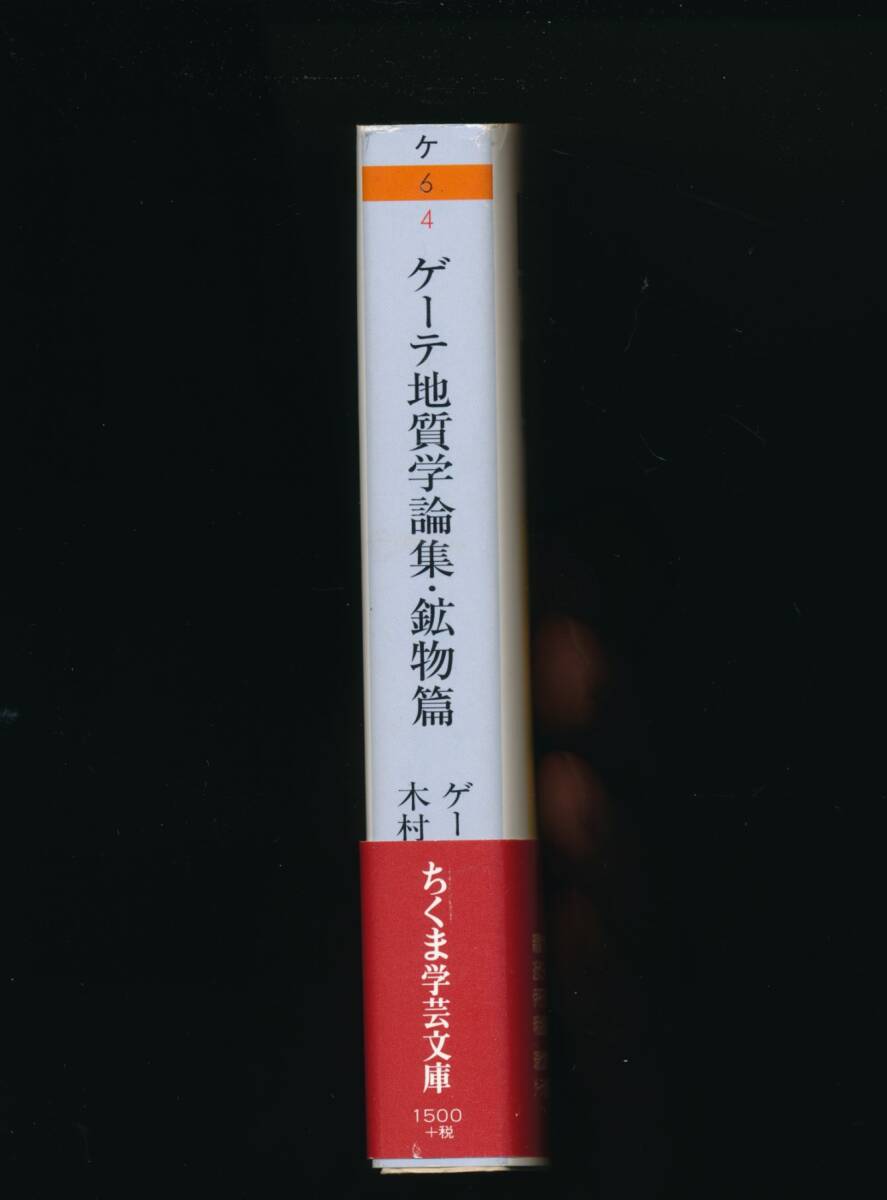 ケ
6
4
ゲーテ地質学論集・鉱物篇
ゲー
木村
ちくま学芸文庫
1500
+税